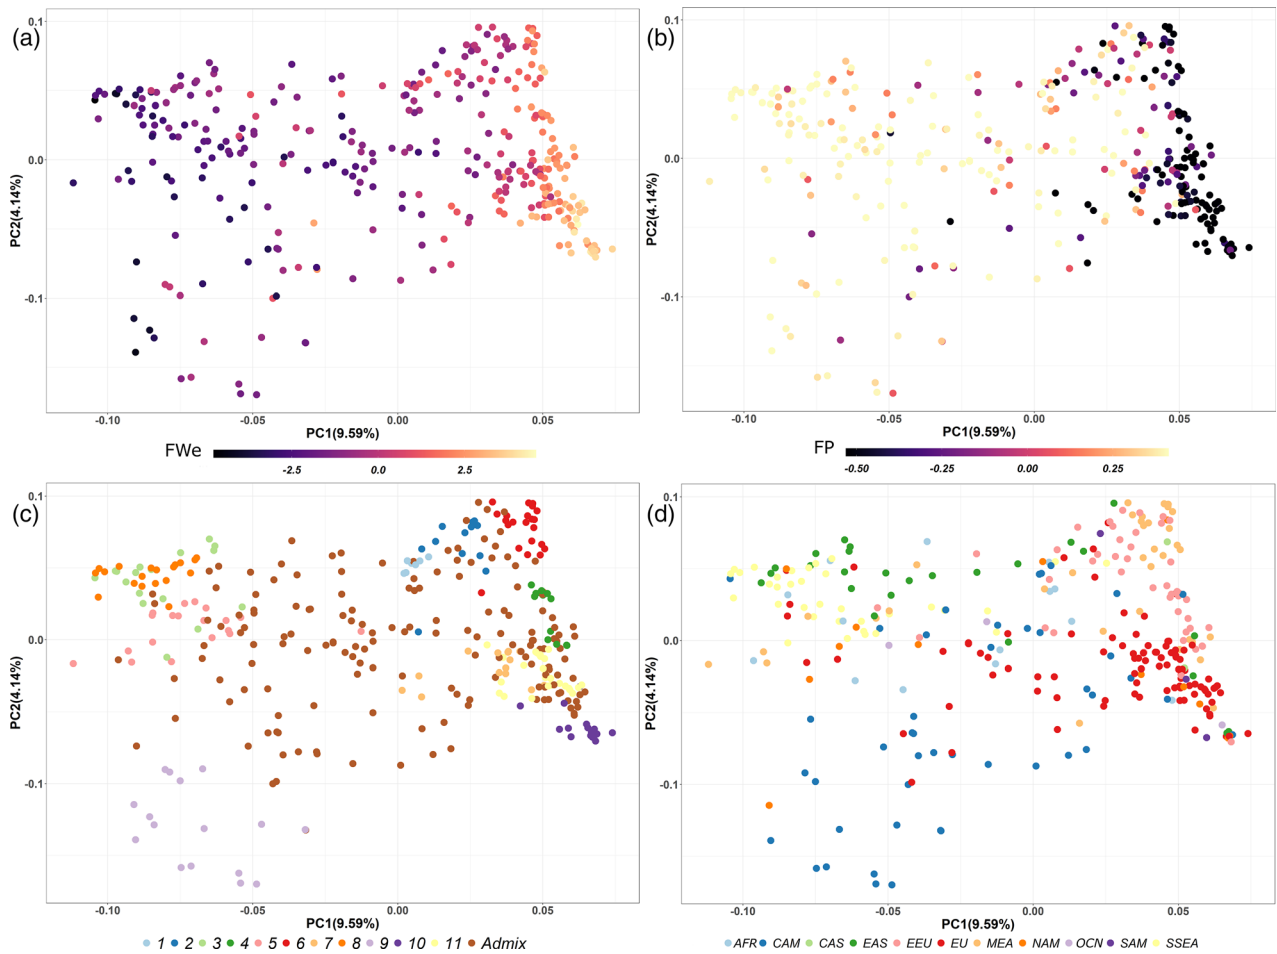 (a)
0.1
0.0
-0.1
PC2(4.14%)
-0.10 -0.05 0.00 0.05
PC1(9.59%)
FWe
-2.5 0.0 2.5
(b)
0.1
0.0
-0.1
PC2(4.14%)
-0.10 -0.05 0.00 0.05
PC1(9.59%)
FP
-0.50 -0.25 0.00 0.25
(c)
0.1
0.0
-0.1
PC2(4.14%)
-0.10 -0.05 0.00 0.05
PC1(9.59%)
1 2 3 4 5 6 7 8 9 10 11 Admix
(d)
0.1
0.0
-0.1
PC2(4.14%)
-0.10 -0.05 0.00 0.05
PC1(9.59%)
AFR CAM CAS EAS EEU EU MEA NAM OCN SAM SSEA